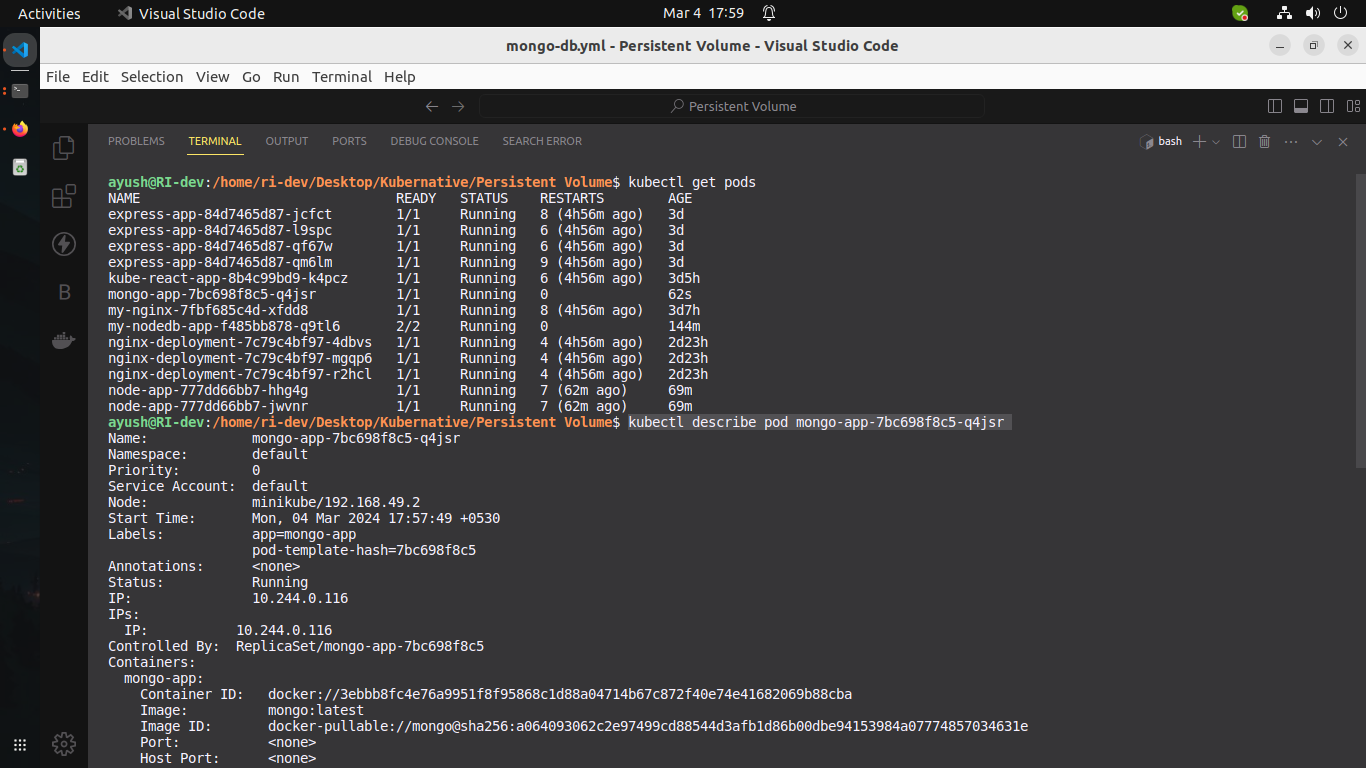 Activities
Visual Studio Code
Mar 4 17:59
mongo-db.yml - Persistent Volume - Visual Studio Code
File Edit Selection View Go Run Terminal Help
Persistent Volume
PROBLEMS TERMINAL OUTPUT PORTS DEBUG CONSOLE SEARCH ERROR
bash
ayush@RI-dev:/home/ri-dev/Desktop/Kubernative/Persistent Volume$ kubectl get pods
NAME READY STATUS RESTARTS AGE
express-app-84d7465d87-jcfct 1/1 Running 8 (4h56m ago) 3d
express-app-84d7465d87-l9spc 1/1 Running 6 (4h56m ago) 3d
express-app-84d7465d87-qf67w 1/1 Running 6 (4h56m ago) 3d
express-app-84d7465d87-qm6lm 1/1 Running 9 (4h56m ago) 3d
kube-react-app-8b4c99bd9-k4pcz 1/1 Running 6 (4h56m ago) 3d5h
mongo-app-7bc698f8c5-q4jsr 1/1 Running 0 62s
my-nginx-7fbf685c4d-xfdd8 1/1 Running 8 (4h56m ago) 3d7h
my-nodedb-app-f485bb878-q9tl6 2/2 Running 0 144m
nginx-deployment-7c79c4bf97-4dbvs 1/1 Running 4 (4h56m ago) 2d23h
nginx-deployment-7c79c4bf97-mgqp6 1/1 Running 4 (4h56m ago) 2d23h
nginx-deployment-7c79c4bf97-r2hcl 1/1 Running 4 (4h56m ago) 2d23h
node-app-777dd66bb7-hhg4g 1/1 Running 7 (62m ago) 69m
node-app-777dd66bb7-jwvnr 1/1 Running 7 (62m ago) 69m
ayush@RI-dev:/home/ri-dev/Desktop/Kubernative/Persistent Volume$ kubectl describe pod mongo-app-7bc698f8c5-q4jsr
Name: mongo-app-7bc698f8c5-q4jsr
Namespace: default
Priority: 0
Service Account: default
Node: minikube/192.168.49.2
Start Time: Mon, 04 Mar 2024 17:57:49 +0530
Labels: app=mongo-app
pod-template-hash=7bc698f8c5
Annotations: <none>
Status: Running
IP: 10.244.0.116
IPs:
IP: 10.244.0.116
Controlled By: ReplicaSet/mongo-app-7bc698f8c5
Containers:
mongo-app:
Container ID: docker://3ebbb8fc4e76a9951f8f95868c1d88a04714b67c872f40e74e41682069b88cba
Image: mongo:latest
Image ID: docker-pullable://mongo@sha256:a064093062c2e97499cd88544d3afb1d86b00dbe94153984a07774857034631e
Port: <none>
Host Port: <none>
B